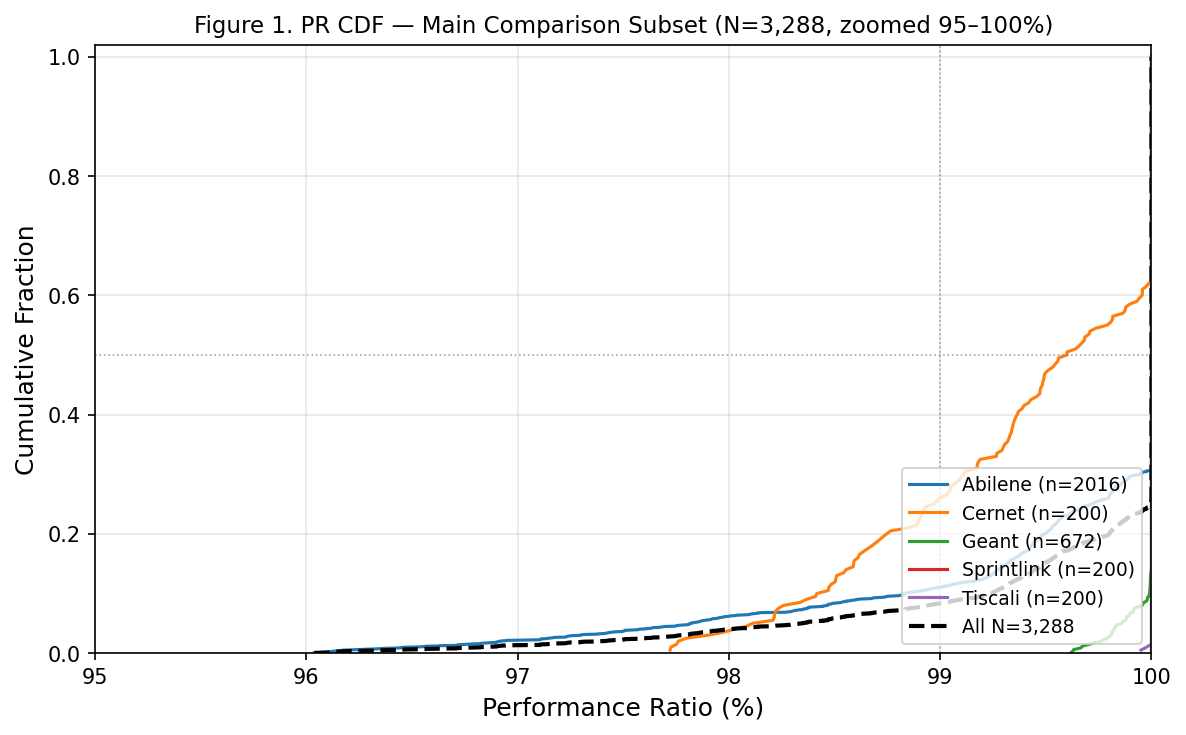 Figure 1. PR CDF — Main Comparison Subset (N=3,288, zoomed 95–100%)
1.0
0.8
0.6
0.4
0.2
0.0
Cumulative Fraction
Abilene (n=2016)
Cernet (n=200)
Geant (n=672)
Sprintlink (n=200)
Tiscali (n=200)
All N=3,288
95
96
97
98
99
100
Performance Ratio (%)